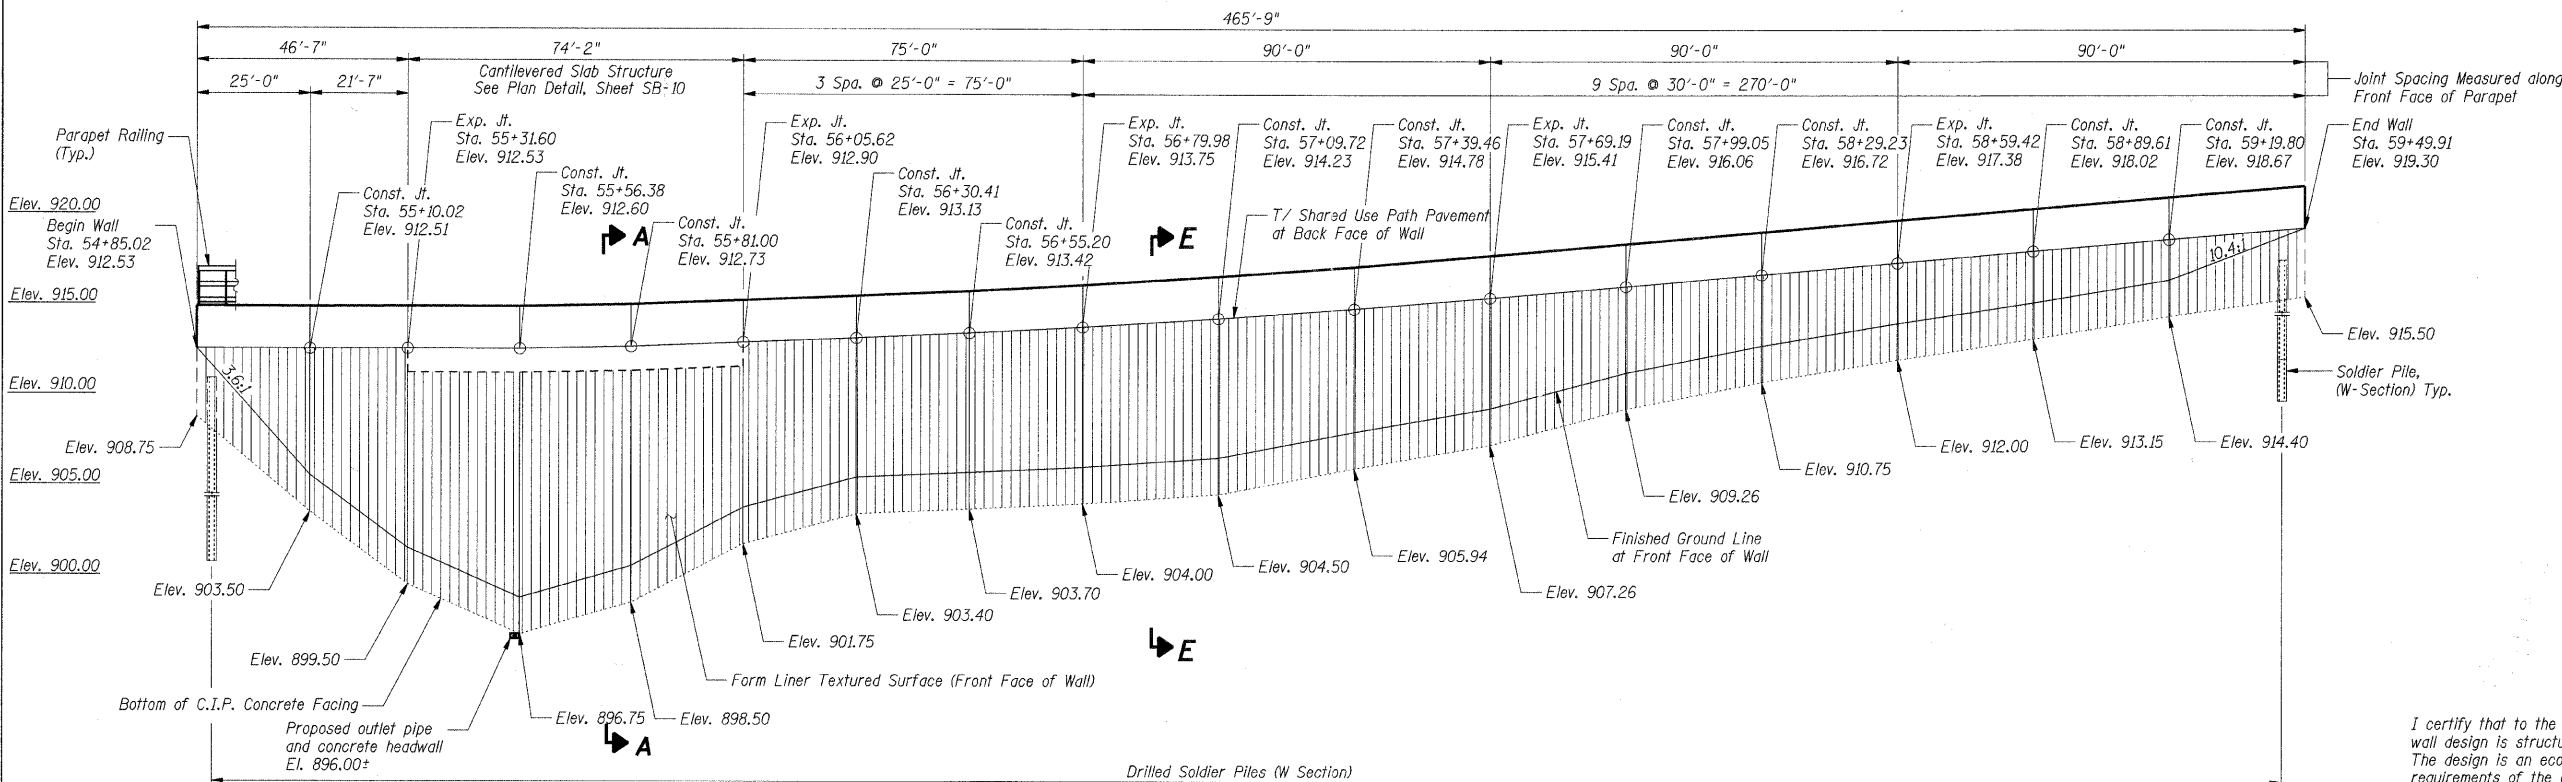 465'-9"
46'-7"
74'-2"
75'-0"
90'-0"
90'-0"
90'-0"
25'-0"
21'-7"
Cantilevered Slab Structure
See Plan Detail, Sheet SB-10
3 Spa. @ 25'-0" = 75'-0"
9 Spa. @ 30'-0" = 270'-0"
Joint Spacing Measured along
Front Face of Parapet
Parapet Railing
(Typ.)
Exp. Jt.
Sta. 55+31.60
Elev. 912.53
Exp. Jt.
Sta. 56+05.62
Elev. 912.90
Exp. Jt.
Sta. 56+79.98
Elev. 913.75
Const. Jt.
Sta. 57+09.72
Elev. 914.23
Const. Jt.
Sta. 57+39.46
Elev. 914.78
Exp. Jt.
Sta. 57+69.19
Elev. 915.41
Const. Jt.
Sta. 57+99.05
Elev. 916.06
Const. Jt.
Sta. 58+29.23
Elev. 916.72
Exp. Jt.
Sta. 58+59.42
Elev. 917.38
Const. Jt.
Sta. 58+89.61
Elev. 918.02
Const. Jt.
Sta. 59+19.80
Elev. 918.67
End Wall
Sta. 59+49.91
Elev. 919.30
Const. Jt.
Sta. 55+10.02
Elev. 912.51
Const. Jt.
Sta. 55+56.38
Elev. 912.60
Const. Jt.
Sta. 55+81.00
Elev. 912.73
Const. Jt.
Sta. 56+30.41
Elev. 913.13
Const. Jt.
Sta. 56+55.20
Elev. 913.42
Elev. 920.00
Begin Wall
Sta. 54+85.02
Elev. 912.53
A
E
T/ Shared Use Path Pavement
at Back Face of Wall
10.4:1
Elev. 915.00
Elev. 910.00
3.6:1
Elev. 915.50
Soldier Pile,
(W-Section) Typ.
Elev. 908.75
Elev. 905.00
Elev. 900.00
Elev. 914.40
Elev. 913.15
Elev. 912.00
Elev. 910.75
Elev. 909.26
Finished Ground Line
at Front Face of Wall
Elev. 905.94
Elev. 904.50
Elev. 904.00
Elev. 903.70
Elev. 907.26
Elev. 903.50
Elev. 903.40
Elev. 901.75
E
Elev. 899.50
Form Liner Textured Surface (Front Face of Wall)
Bottom of C.I.P. Concrete Facing
Elev. 896.75
Elev. 898.50
Proposed outlet pipe
and concrete headwall
El. 896.00±
A
Drilled Soldier Piles (W Section)
I certify that to the
wall design is structu
The design is an eco
requirements of the